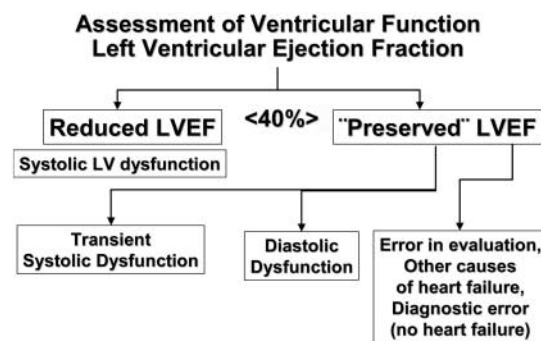 Assessment of Ventricular Function
Left Ventricular Ejection Fraction
Reduced LVEF
<40%>
¨Preserved¨ LVEF
Systolic LV dysfunction
Transient
Systolic Dysfunction
Diastolic
Dysfunction
Error in evaluation,
Other causes
of heart failure,
Diagnostic error
(no heart failure)